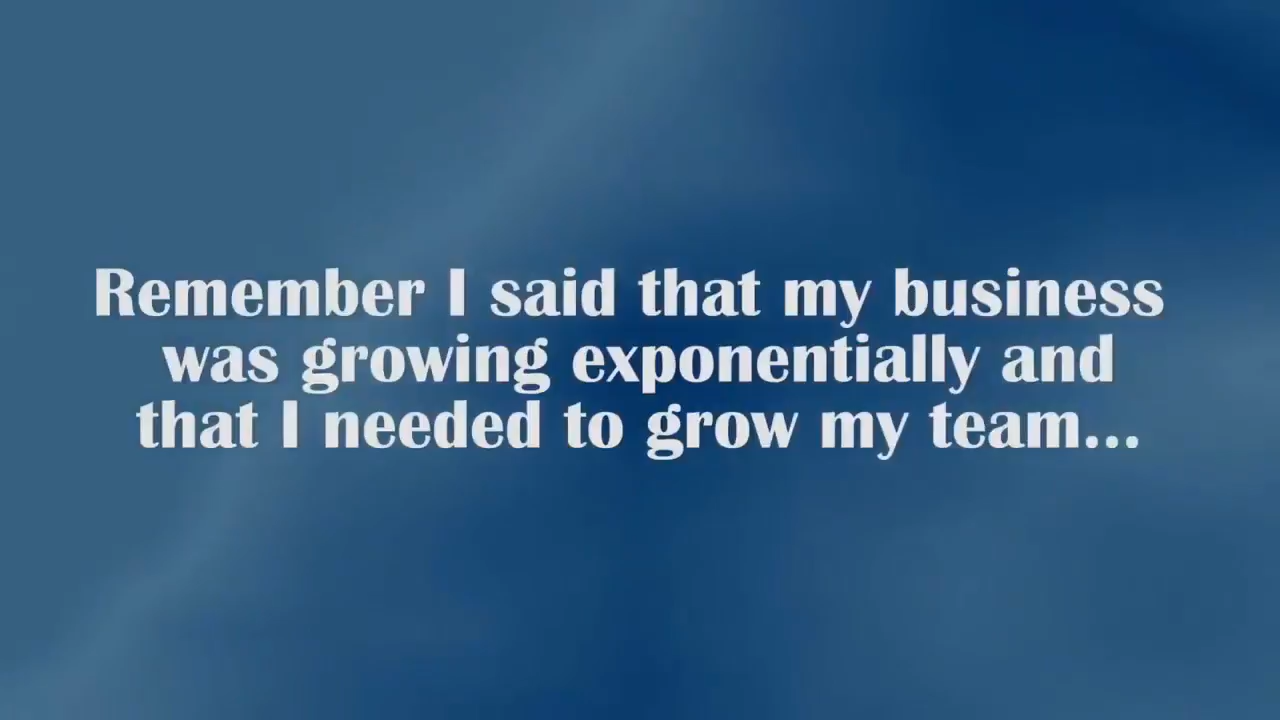 Remember I said that my business
was growing exponentially and
that I needed to grow my team...